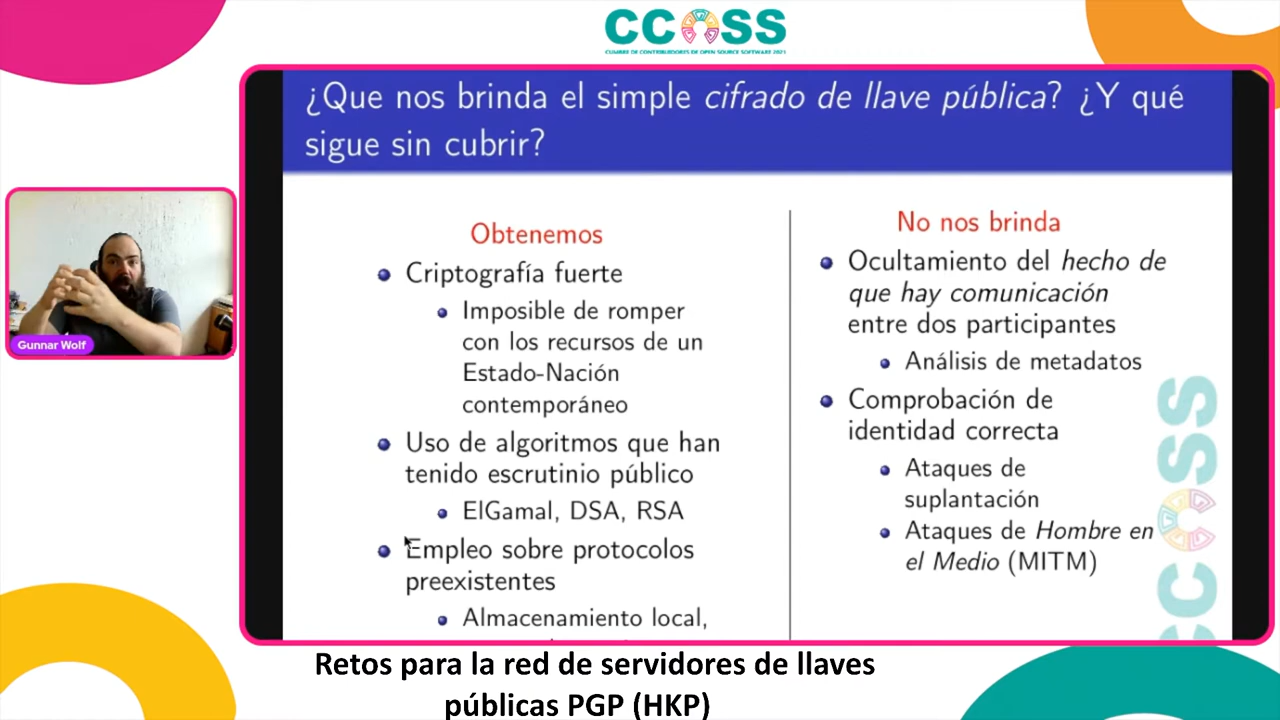 CCOSS
CUMBRE DE CONTRIBUIDORES DE OPEN SOURCE SOFTWARE 2021
¿Que nos brinda el simple cifrado de llave pública? ¿Y qué
sigue sin cubrir?
Obtenemos
Criptografía fuerte
Imposible de romper
con los recursos de un
Estado-Nación
contemporáneo
Uso de algoritmos que han
tenido escrutinio público
ElGamal, DSA, RSA
Empleo sobre protocolos
preexistentes
Almacenamiento local,
No nos brinda
Ocultamiento del hecho de
que hay comunicación
entre dos participantes
Análisis de metadatos
Comprobación de
identidad correcta
Ataques de
suplantación
Ataques de Hombre en
el Medio (MITM)
CCOSS
Gunnar Wolf
Retos para la red de servidores de llaves
públicas PGP (HKP)